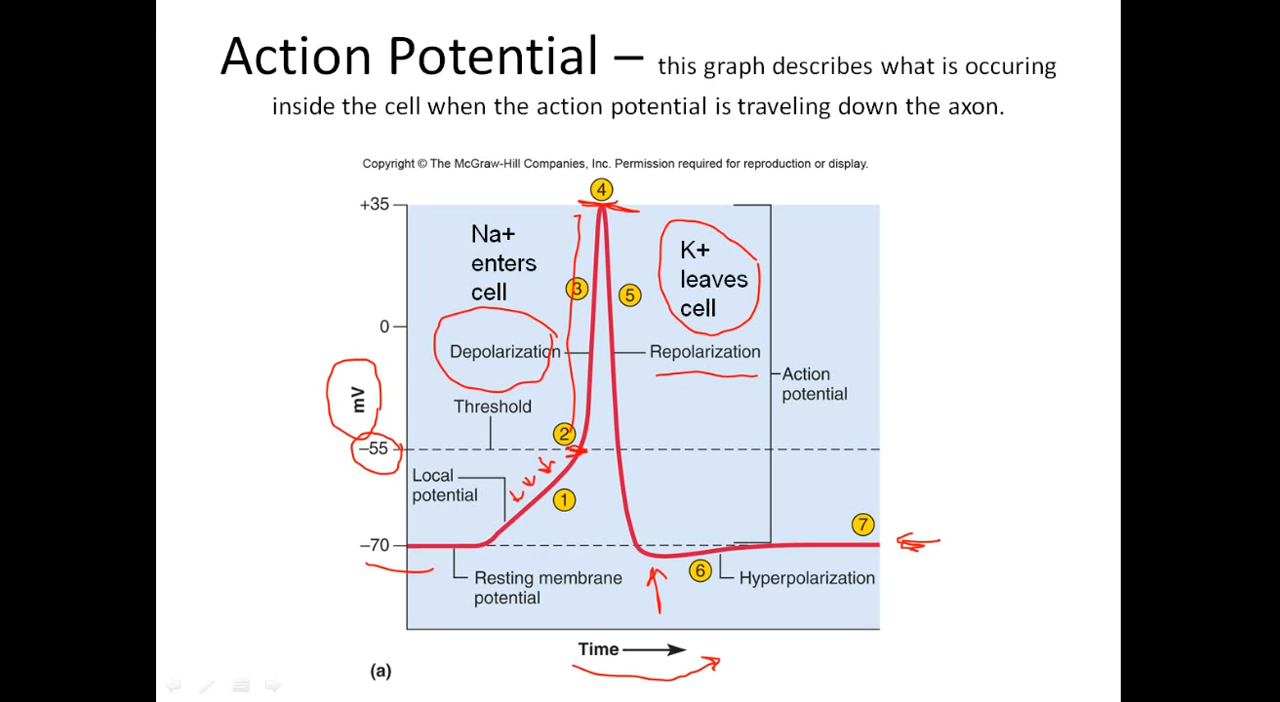 Action Potential – this graph describes what is occuring
inside the cell when the action potential is traveling down the axon.
Copyright © The McGraw-Hill Companies, Inc. Permission required for reproduction or display.
4
+35
Na+
enters
cell
K+
leaves
cell
3
5
0
Depolarization
Repolarization
Action
potential
mV
Threshold
2
–55
Local
potential
1
7
–70
Resting membrane
potential
6
Hyperpolarization
Time
(a)